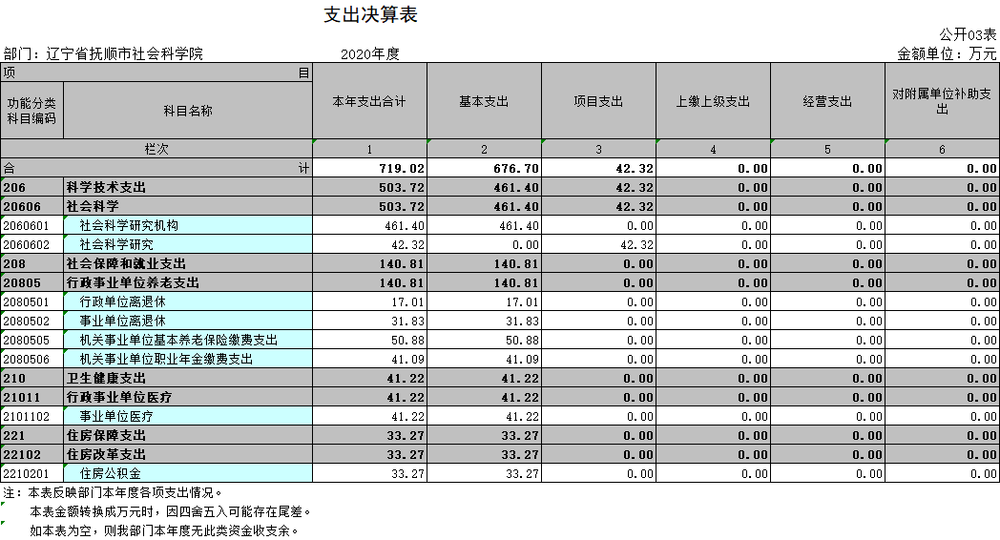 支出决算表
公开03表
部门：辽宁省抚顺市社会科学院 2020年度 金额单位：万元
项 目 本年支出合计 基本支出 项目支出 上缴上级支出 经营支出 对附属单位补助支出
功能分类科目编码 科目名称
栏次 1 2 3 4 5 6
合 计 719.02 676.70 42.32 0.00 0.00 0.00
206 科学技术支出 503.72 461.40 42.32 0.00 0.00 0.00
20606 社会科学 503.72 461.40 42.32 0.00 0.00 0.00
2060601 社会科学研究机构 461.40 461.40 0.00 0.00 0.00 0.00
2060602 社会科学研究 42.32 0.00 42.32 0.00 0.00 0.00
208 社会保障和就业支出 140.81 140.81 0.00 0.00 0.00 0.00
20805 行政事业单位养老支出 140.81 140.81 0.00 0.00 0.00 0.00
2080501 行政单位离退休 17.01 17.01 0.00 0.00 0.00 0.00
2080502 事业单位离退休 31.83 31.83 0.00 0.00 0.00 0.00
2080505 机关事业单位基本养老保险缴费支出 50.88 50.88 0.00 0.00 0.00 0.00
2080506 机关事业单位职业年金缴费支出 41.09 41.09 0.00 0.00 0.00 0.00
210 卫生健康支出 41.22 41.22 0.00 0.00 0.00 0.00
21011 行政事业单位医疗 41.22 41.22 0.00 0.00 0.00 0.00
2101102 事业单位医疗 41.22 41.22 0.00 0.00 0.00 0.00
221 住房保障支出 33.27 33.27 0.00 0.00 0.00 0.00
22102 住房改革支出 33.27 33.27 0.00 0.00 0.00 0.00
2210201 住房公积金 33.27 33.27 0.00 0.00 0.00 0.00
注：本表反映部门本年度各项支出情况。
本表金额转换成万元时，因四舍五入可能存在尾差。
如本表为空，则我部门本年度无此类资金收支余。